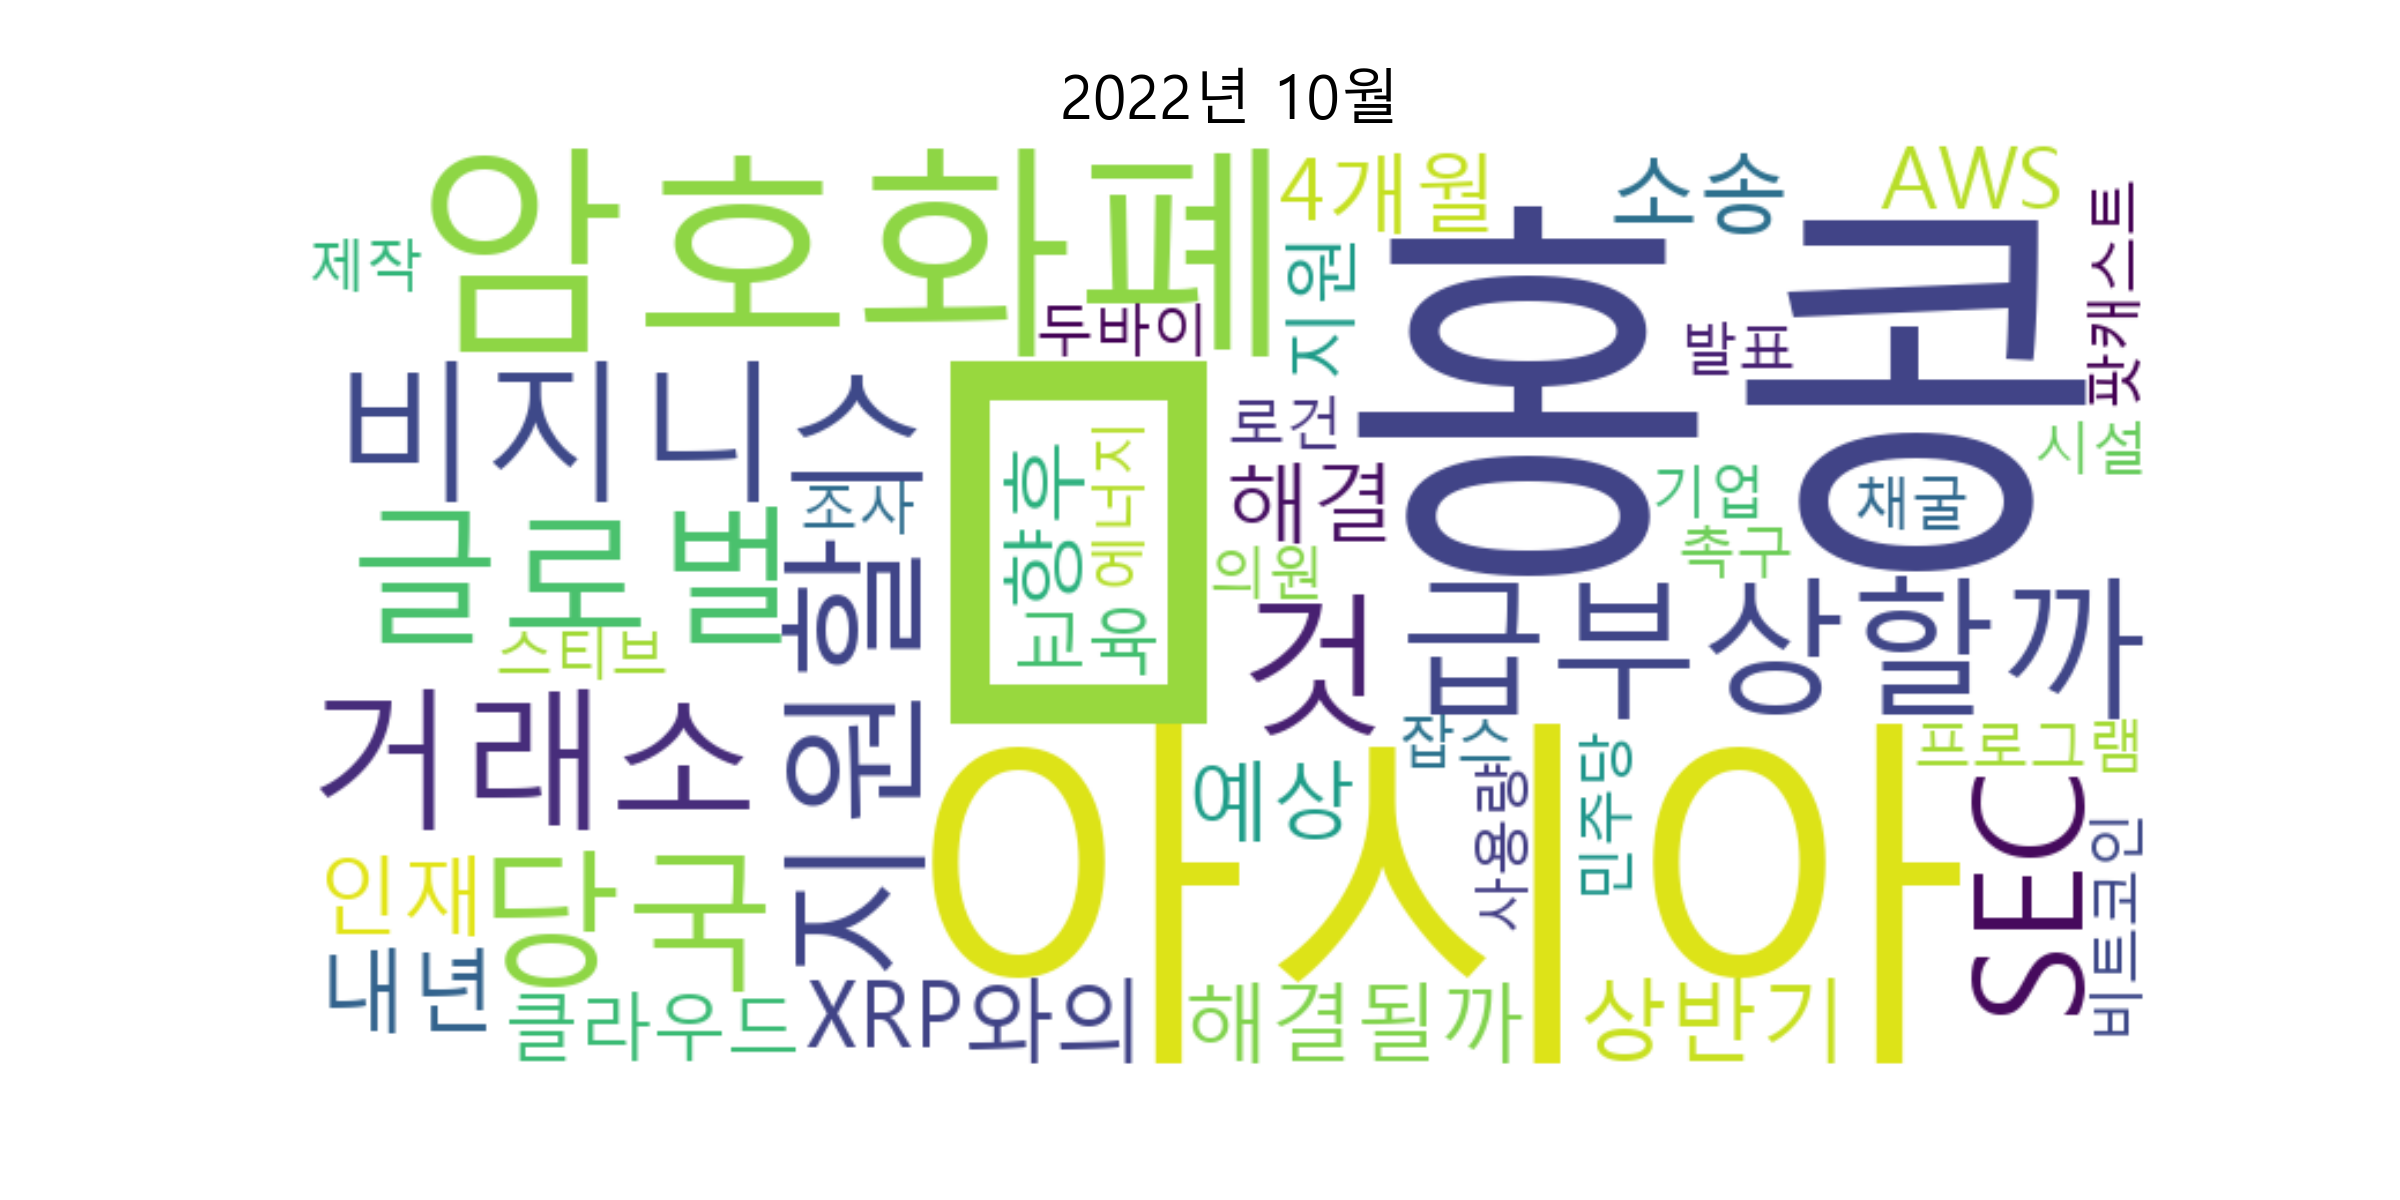 2022년 10월
암호화폐
4개월
소송
AWS
제작
두바이
지원
홍콩
발표
팟캐스트
비지니스
로건
시설
향후
에너지
교육
해결
기업
채굴
촉구
글로벌
조사
의원
스티브
혈
것
급부상할까
거래소
지원
예상
잡스
사용량
민주당
프로그램
SEC
비트코인
아시아
인재
당국
내년
클라우드
XRP와의
해결될까
상반기